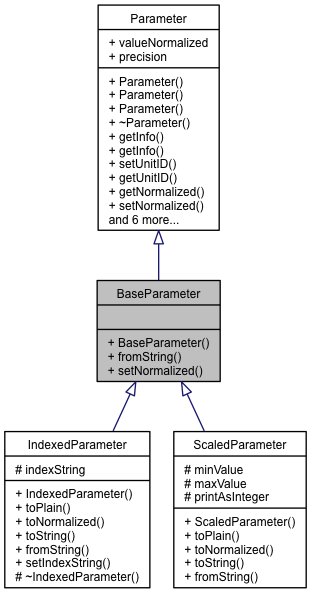 Parameter
+ valueNormalized
+ precision
+ Parameter()
+ Parameter()
+ Parameter()
+ ~Parameter()
+ getInfo()
+ getInfo()
+ setUnitID()
+ getUnitID()
+ getNormalized()
+ setNormalized()
and 6 more...
BaseParameter
+ BaseParameter()
+ fromString()
+ setNormalized()
IndexedParameter
# indexString
+ IndexedParameter()
+ toPlain()
+ toNormalized()
+ toString()
+ fromString()
+ setIndexString()
# ~IndexedParameter()
ScaledParameter
# minValue
# maxValue
# printAsInteger
+ ScaledParameter()
+ toPlain()
+ toNormalized()
+ toString()
+ fromString()